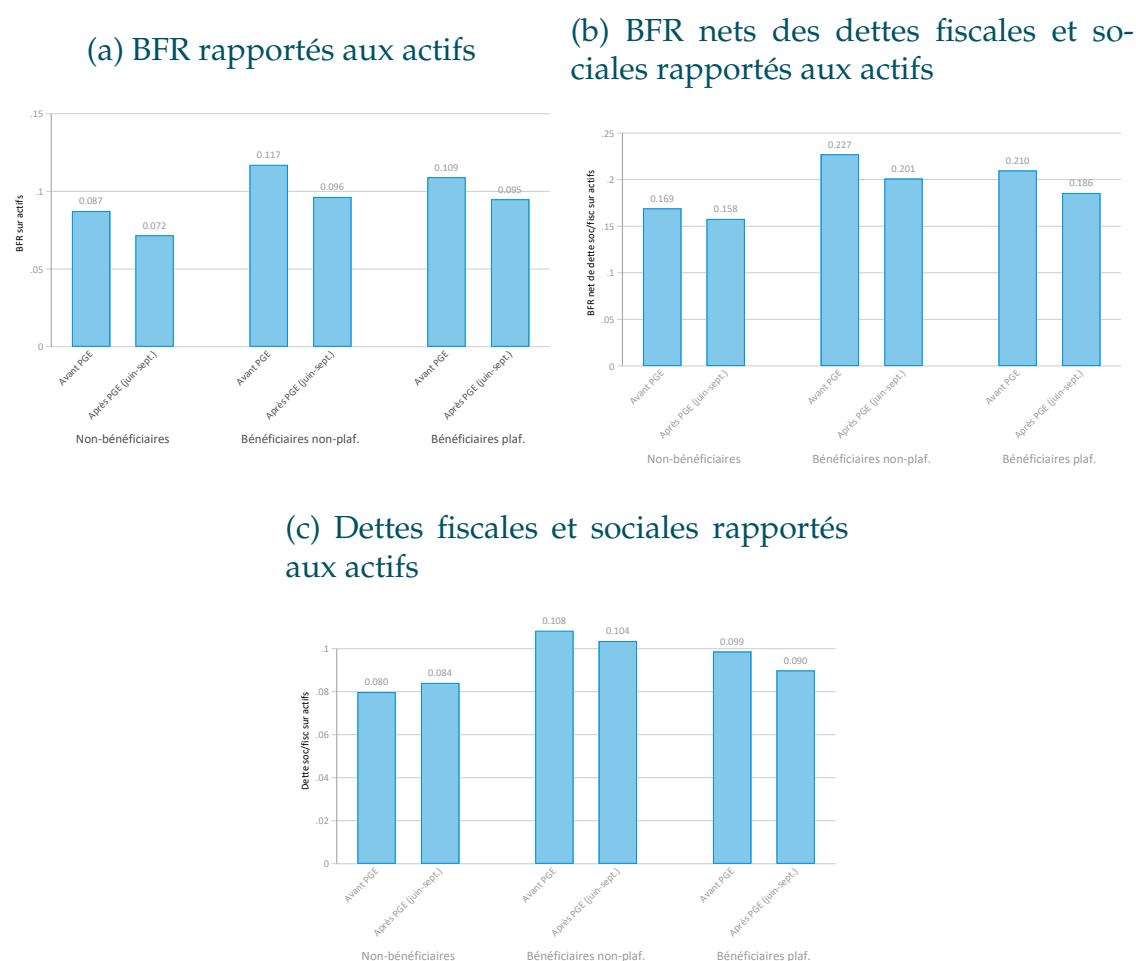 (a) BFR rapportés aux actifs
.15
.1
.05
0
BFR sur actifs
0.087
0.072
0.117
0.096
0.109
0.095
Avant PGE
Après PGE (juin-sept.)
Avant PGE
Après PGE (juin-sept.)
Avant PGE
Après PGE (juin-sept.)
Non-bénéficiaires
Bénéficiaires non-plaf.
Bénéficiaires plaf.
(b) BFR nets des dettes fiscales et so-
ciales rapportés aux actifs
.25
.2
.15
.1
.05
0
BFR net de dette soc/fisc sur actifs
0.169
0.158
0.227
0.201
0.210
0.186
Avant PGE
Après PGE (juin-sept.)
Avant PGE
Après PGE (juin-sept.)
Avant PGE
Après PGE (juin-sept.)
Non-bénéficiaires
Bénéficiaires non-plaf.
Bénéficiaires plaf.
(c) Dettes fiscales et sociales rapportés
aux actifs
.1
.08
.06
.04
.02
0
Dette soc/fisc sur actifs
0.080
0.084
0.108
0.104
0.099
0.090
Avant PGE
Après PGE (juin-sept.)
Avant PGE
Après PGE (juin-sept.)
Avant PGE
Après PGE (juin-sept.)
Non-bénéficiaires
Bénéficiaires non-plaf.
Bénéficiaires plaf.